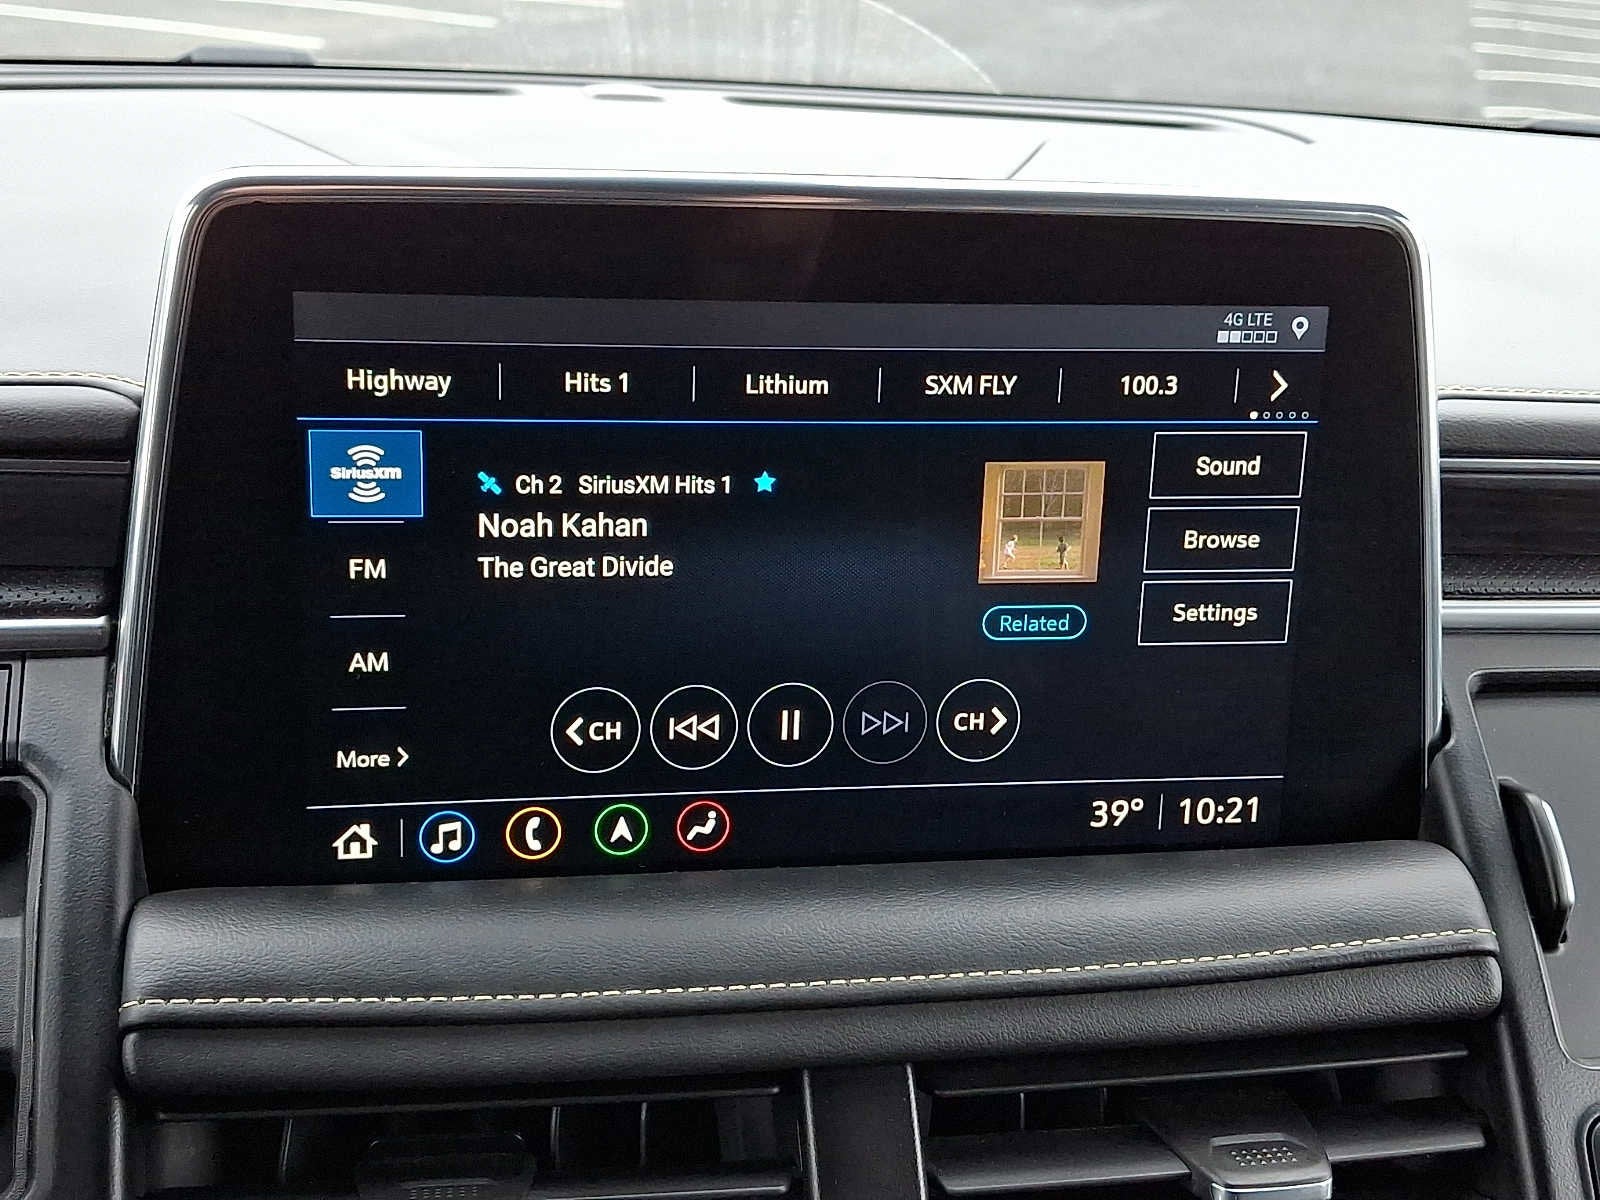 4G LTE
Highway Hits 1 Lithium SXM FLY 100.3
SiriusXM
Ch 2 SiriusXM Hits 1
Noah Kahan
The Great Divide
Sound
Browse
Settings
FM
AM
More
Related
CH CH
39° 10:21